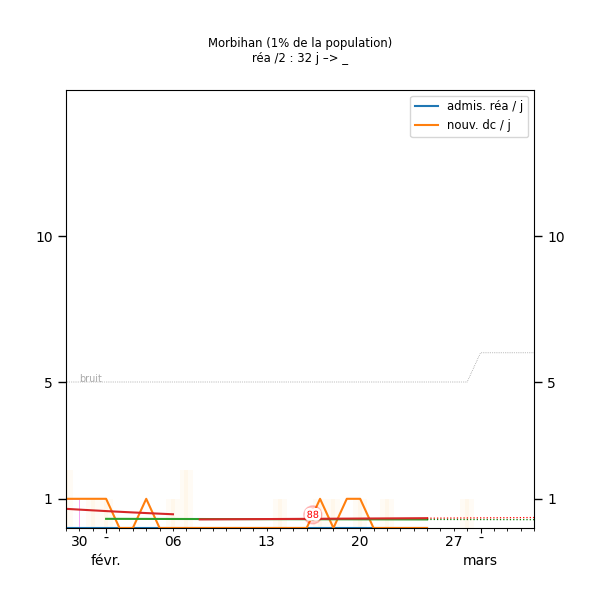 Morbihan (1% de la population)
réa /2 : 32 j –> _
admis. réa / j
nouv. dc / j
10 10
bruit
5 5
1 1
88
30 - 06 13 20 27 -
févr. mars